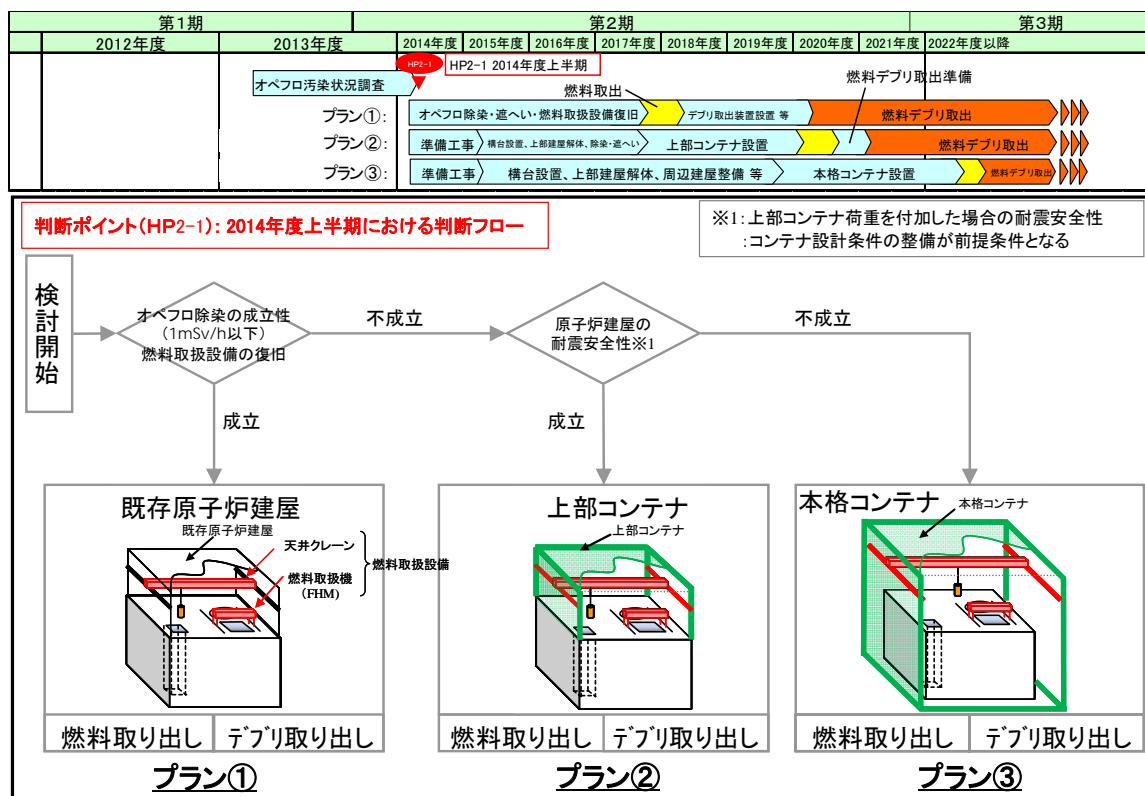 第1期
第2期
第3期
2012年度
2013年度
2014年度
2015年度
2016年度
2017年度
2018年度
2019年度
2020年度
2021年度
2022年度以降
HP2-1
HP2-1 2014年度上半期
オペフロ汚染状況調査
燃料取出
燃料デブリ取出準備
プラン①:
オペフロ除染・遮へい・燃料取扱設備復旧
デブリ取出装置設置 等
燃料デブリ取出
プラン②:
準備工事
構台設置、上部建屋解体、除染・遮へい
上部コンテナ設置
燃料デブリ取出
プラン③:
準備工事
構台設置、上部建屋解体、周辺建屋整備 等
本格コンテナ設置
燃料デブリ取出
判断ポイント(HP2-1): 2014年度上半期における判断フロー
※1:上部コンテナ荷重を付加した場合の耐震安全性
:コンテナ設計条件の整備が前提条件となる
検討開始
オペフロ除染の成立性
(1mSv/h以下)
燃料取扱設備の復旧
不成立
原子炉建屋の
耐震安全性※1
不成立
成立
成立
既存原子炉建屋
既存原子炉建屋
天井クレーン
燃料取扱機
(FHM)
燃料取扱設備
燃料取り出し
デブリ取り出し
プラン①
上部コンテナ
上部コンテナ
燃料取り出し
デブリ取り出し
プラン②
本格コンテナ
本格コンテナ
燃料取り出し
デブリ取り出し
プラン③